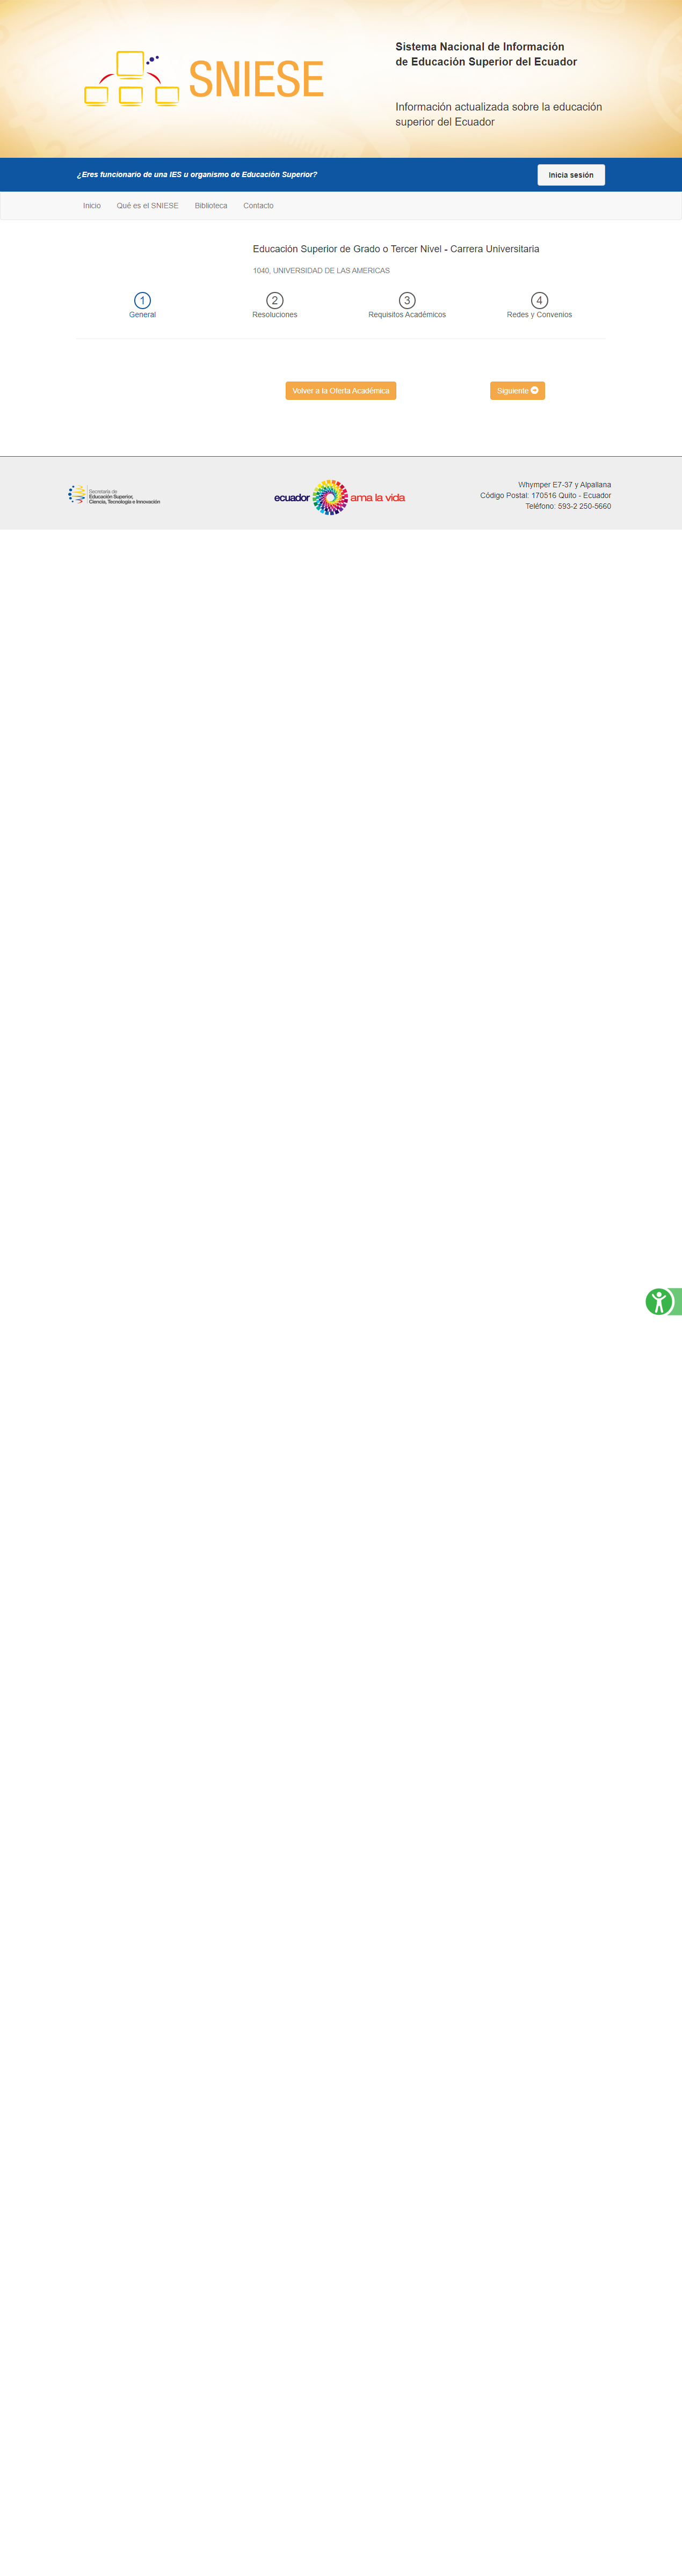 SNIESE
Sistema Nacional de Información
de Educación Superior del Ecuador
Información actualizada sobre la educación
superior del Ecuador
¿Eres funcionario de una IES u organismo de Educación Superior?
Inicia sesión
Inicio
Qué es el SNIESE
Biblioteca
Contacto
Educación Superior de Grado o Tercer Nivel - Carrera Universitaria
1040, UNIVERSIDAD DE LAS AMERICAS
1
General
2
Resoluciones
3
Requisitos Académicos
4
Redes y Convenios
Volver a la Oferta Académica
Siguiente
Secretaría de
Educación Superior,
Ciencia, Tecnología e Innovación
ecuador ama la vida
Whymper E7-37 y Alpallana
Código Postal: 170516 Quito - Ecuador
Teléfono: 593-2 250-5660